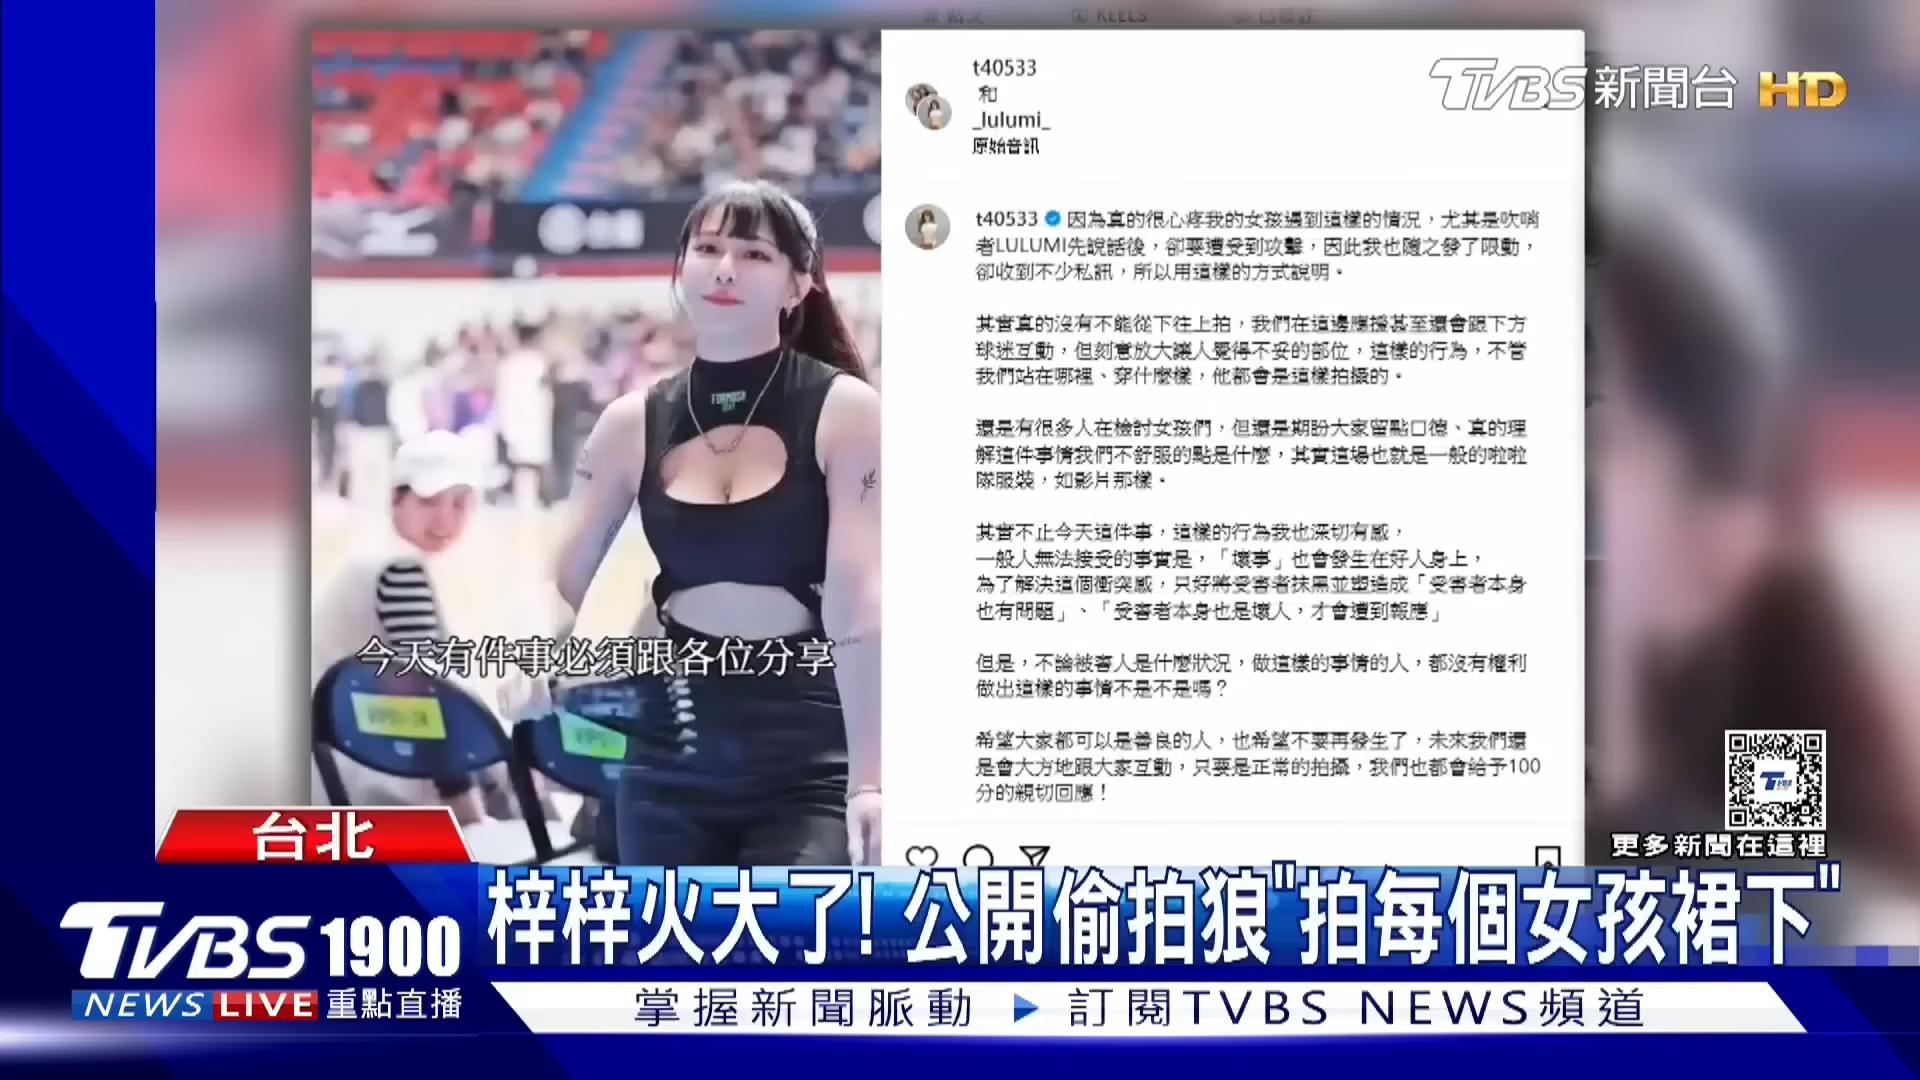 REELS
t40533
和
_lulumi_
原始音訊
TVBS新聞台 HD
t40533 因為真的很心疼我的女孩遇到這樣的情況，尤其是吹哨
者LULUMI先說話後，卻要遭受到攻擊，因此我也隨之發了限動，
卻收到不少私訊，所以用這樣的方式說明。
其實真的沒有不能從下往上拍，我們在這邊應援甚至還會跟下方
球迷互動，但刻意放大讓人覺得不妥的部位，這樣的行為，不管
我們站在哪裡、穿什麼樣，他都會是這樣拍攝的。
還是有很多人在檢討女孩們，但還是期盼大家留點口德、真的理
解這件事情我們不舒服的點是什麼，其實這場也就是一般的啦啦
隊服裝，如影片那樣。
其實不止今天這件事，這樣的行為我也深切有感，
一般人無法接受的事實是，「壞事」也會發生在好人身上，
為了解決這個衝突感，只好將受害者抹黑並塑造成「受害者本身
也有問題」、「受害者本身也是壞人，才會遭到報應」
但是，不論被害人是什麼狀況，做這樣的事情的人，都沒有權利
做出這樣的事情不是不是嗎？
希望大家都可以是善良的人，也希望不要再發生了，未來我們還
是會大方地跟大家互動，只要是正常的拍攝，我們也都會給予100
分的親切回應！
FORMOSA
今天有件事必須跟各位分享
TVBS
更多新聞在這裡
台北
梓梓火大了! 公開偷拍狼"拍每個女孩裙下"
TVBS 1900
NEWS LIVE 重點直播
掌握新聞脈動 ▶ 訂閱TVBS NEWS頻道